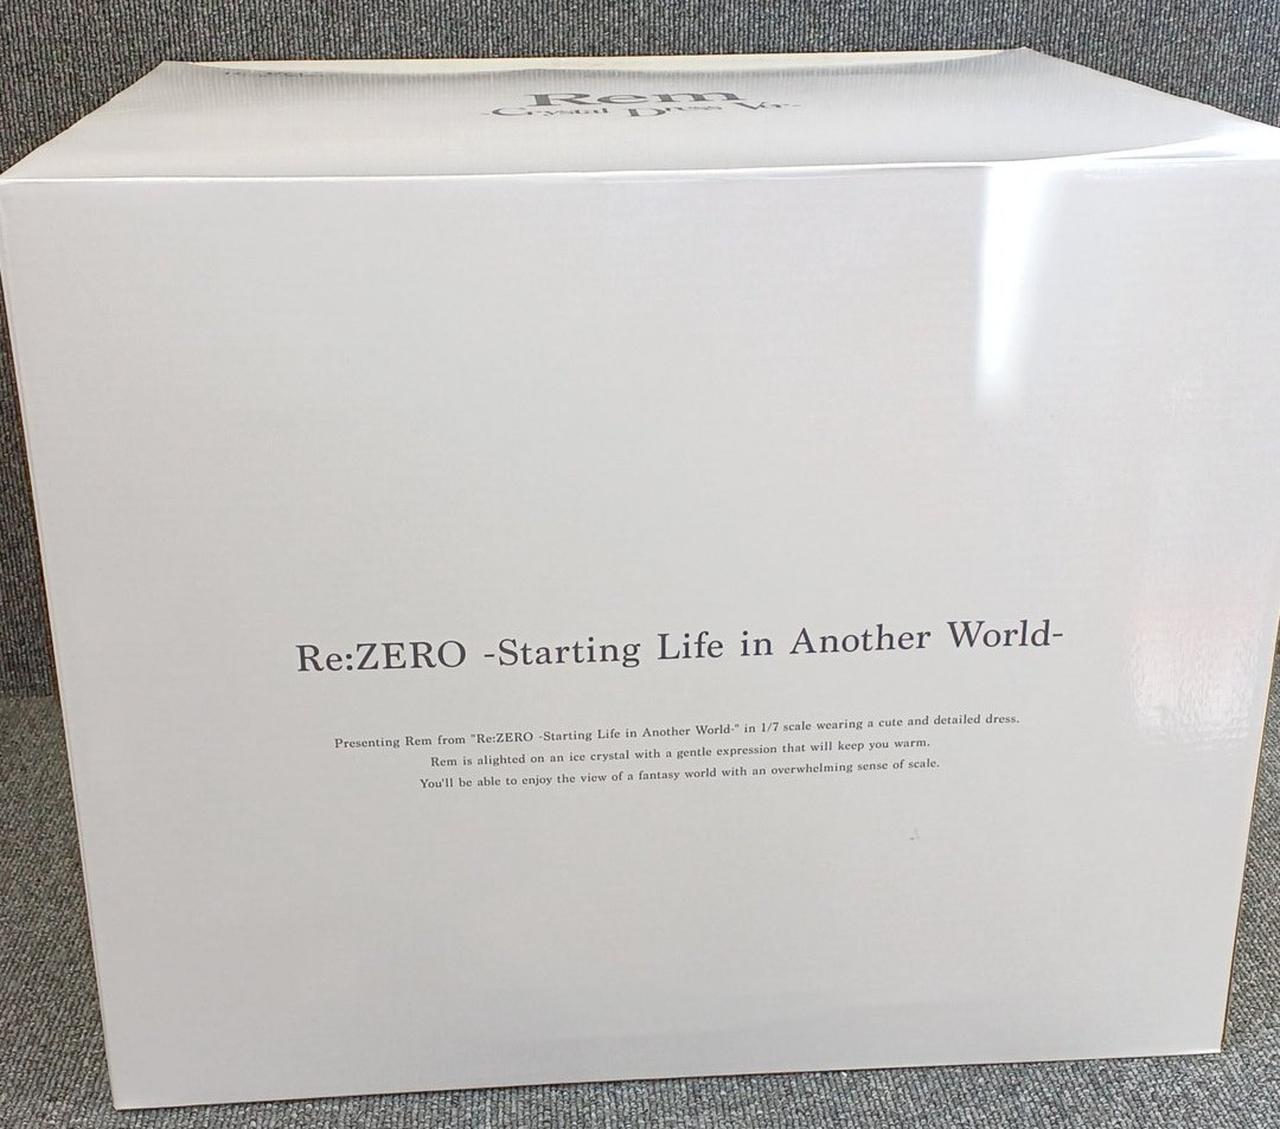 Rem
-Crystal Dress Ver.-
Re:ZERO -Starting Life in Another World-
Presenting Rem from "Re:ZERO -Starting Life in Another World-" in 1/7 scale wearing a cute and detailed dress.
Rem is alighted on an ice crystal with a gentle expression that will keep you warm.
You'll be able to enjoy the view of a fantasy world with an overwhelming sense of scale.